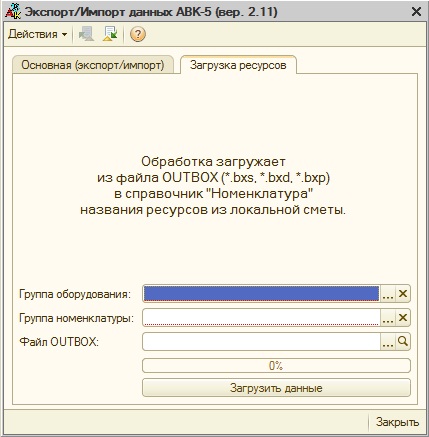 Экспорт/Импорт данных АВК-5 (вер. 2.11)
Действия
Основная (экспорт/импорт) Загрузка ресурсов
Обработка загружает
из файла OUTBOX (*.bxs, *.bxd, *.bxp)
в справочник "Номенклатура"
названия ресурсов из локальной сметы.
Группа оборудования:
Группа номенклатуры:
Файл OUTBOX:
0%
Загрузить данные
Закрыть